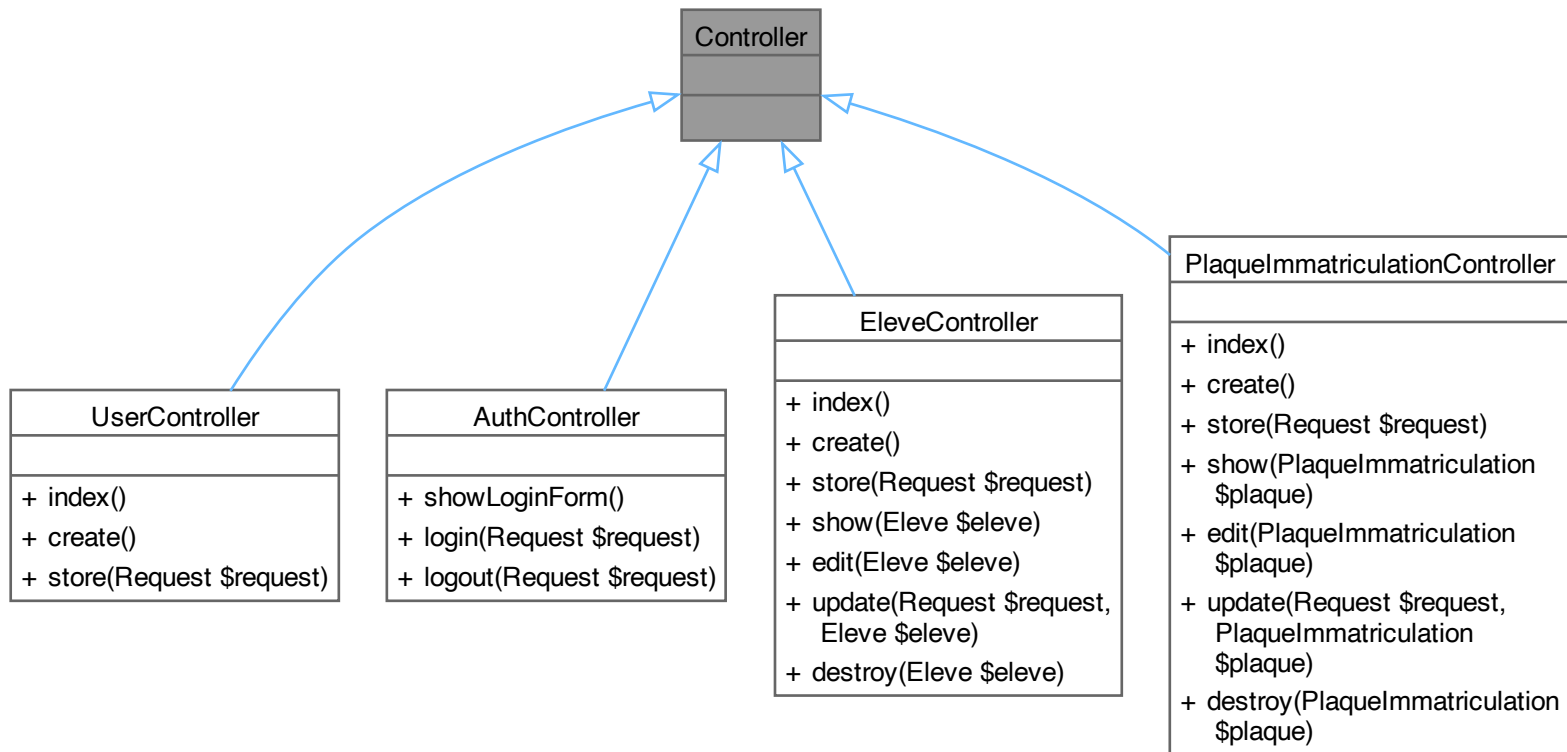 Controller
UserController
+ index()
+ create()
+ store(Request $request)
AuthController
+ showLoginForm()
+ login(Request $request)
+ logout(Request $request)
EleveController
+ index()
+ create()
+ store(Request $request)
+ show(Eleve $eleve)
+ edit(Eleve $eleve)
+ update(Request $request,
Eleve $eleve)
+ destroy(Eleve $eleve)
PlaqueImmatriculationController
+ index()
+ create()
+ store(Request $request)
+ show(PlaqueImmatriculation
$plaque)
+ edit(PlaqueImmatriculation
$plaque)
+ update(Request $request,
PlaqueImmatriculation
$plaque)
+ destroy(PlaqueImmatriculation
$plaque)